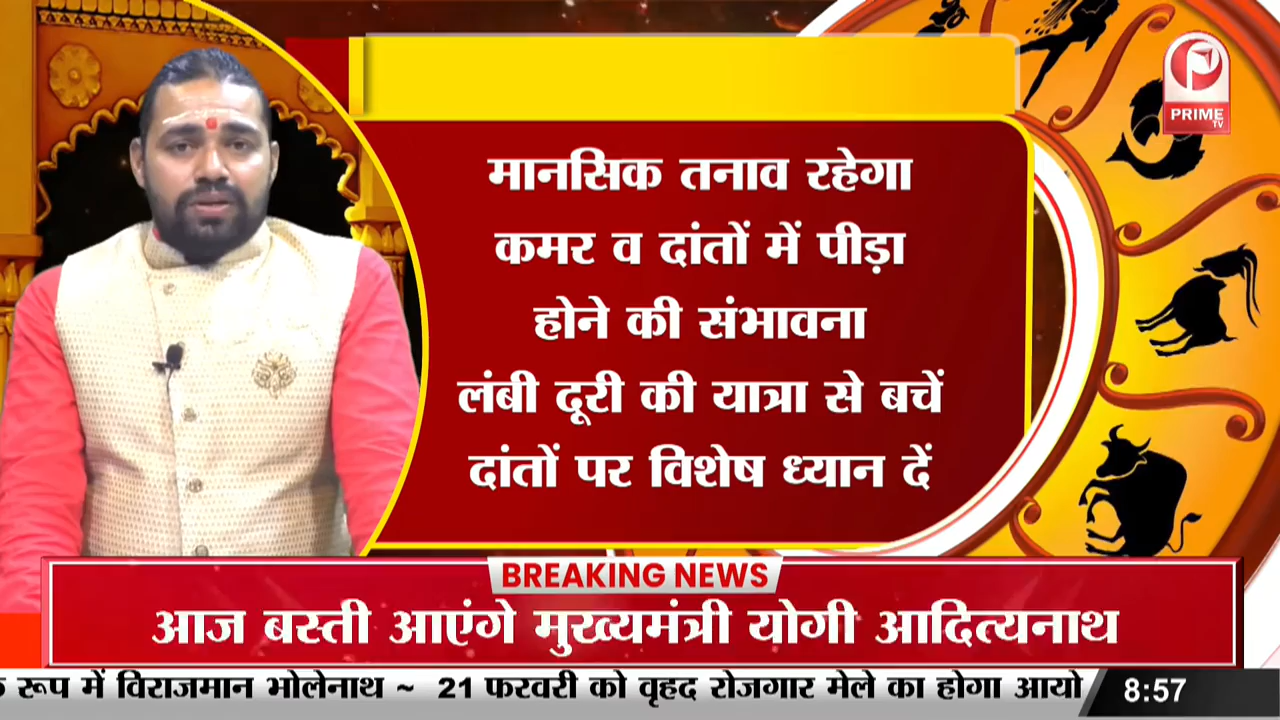 PRIME
TV
मानसिक तनाव रहेगा
कमर व दांतों में पीड़ा
होने की संभावना
लंबी दूरी की यात्रा से बचें
दांतों पर विशेष ध्यान दें
BREAKING NEWS
आज बस्ती आएंगे मुख्यमंत्री योगी आदित्यनाथ
रूप में विराजमान भोलेनाथ ~ 21 फरवरी को वृहद रोजगार मेले का होगा आयो
8:57